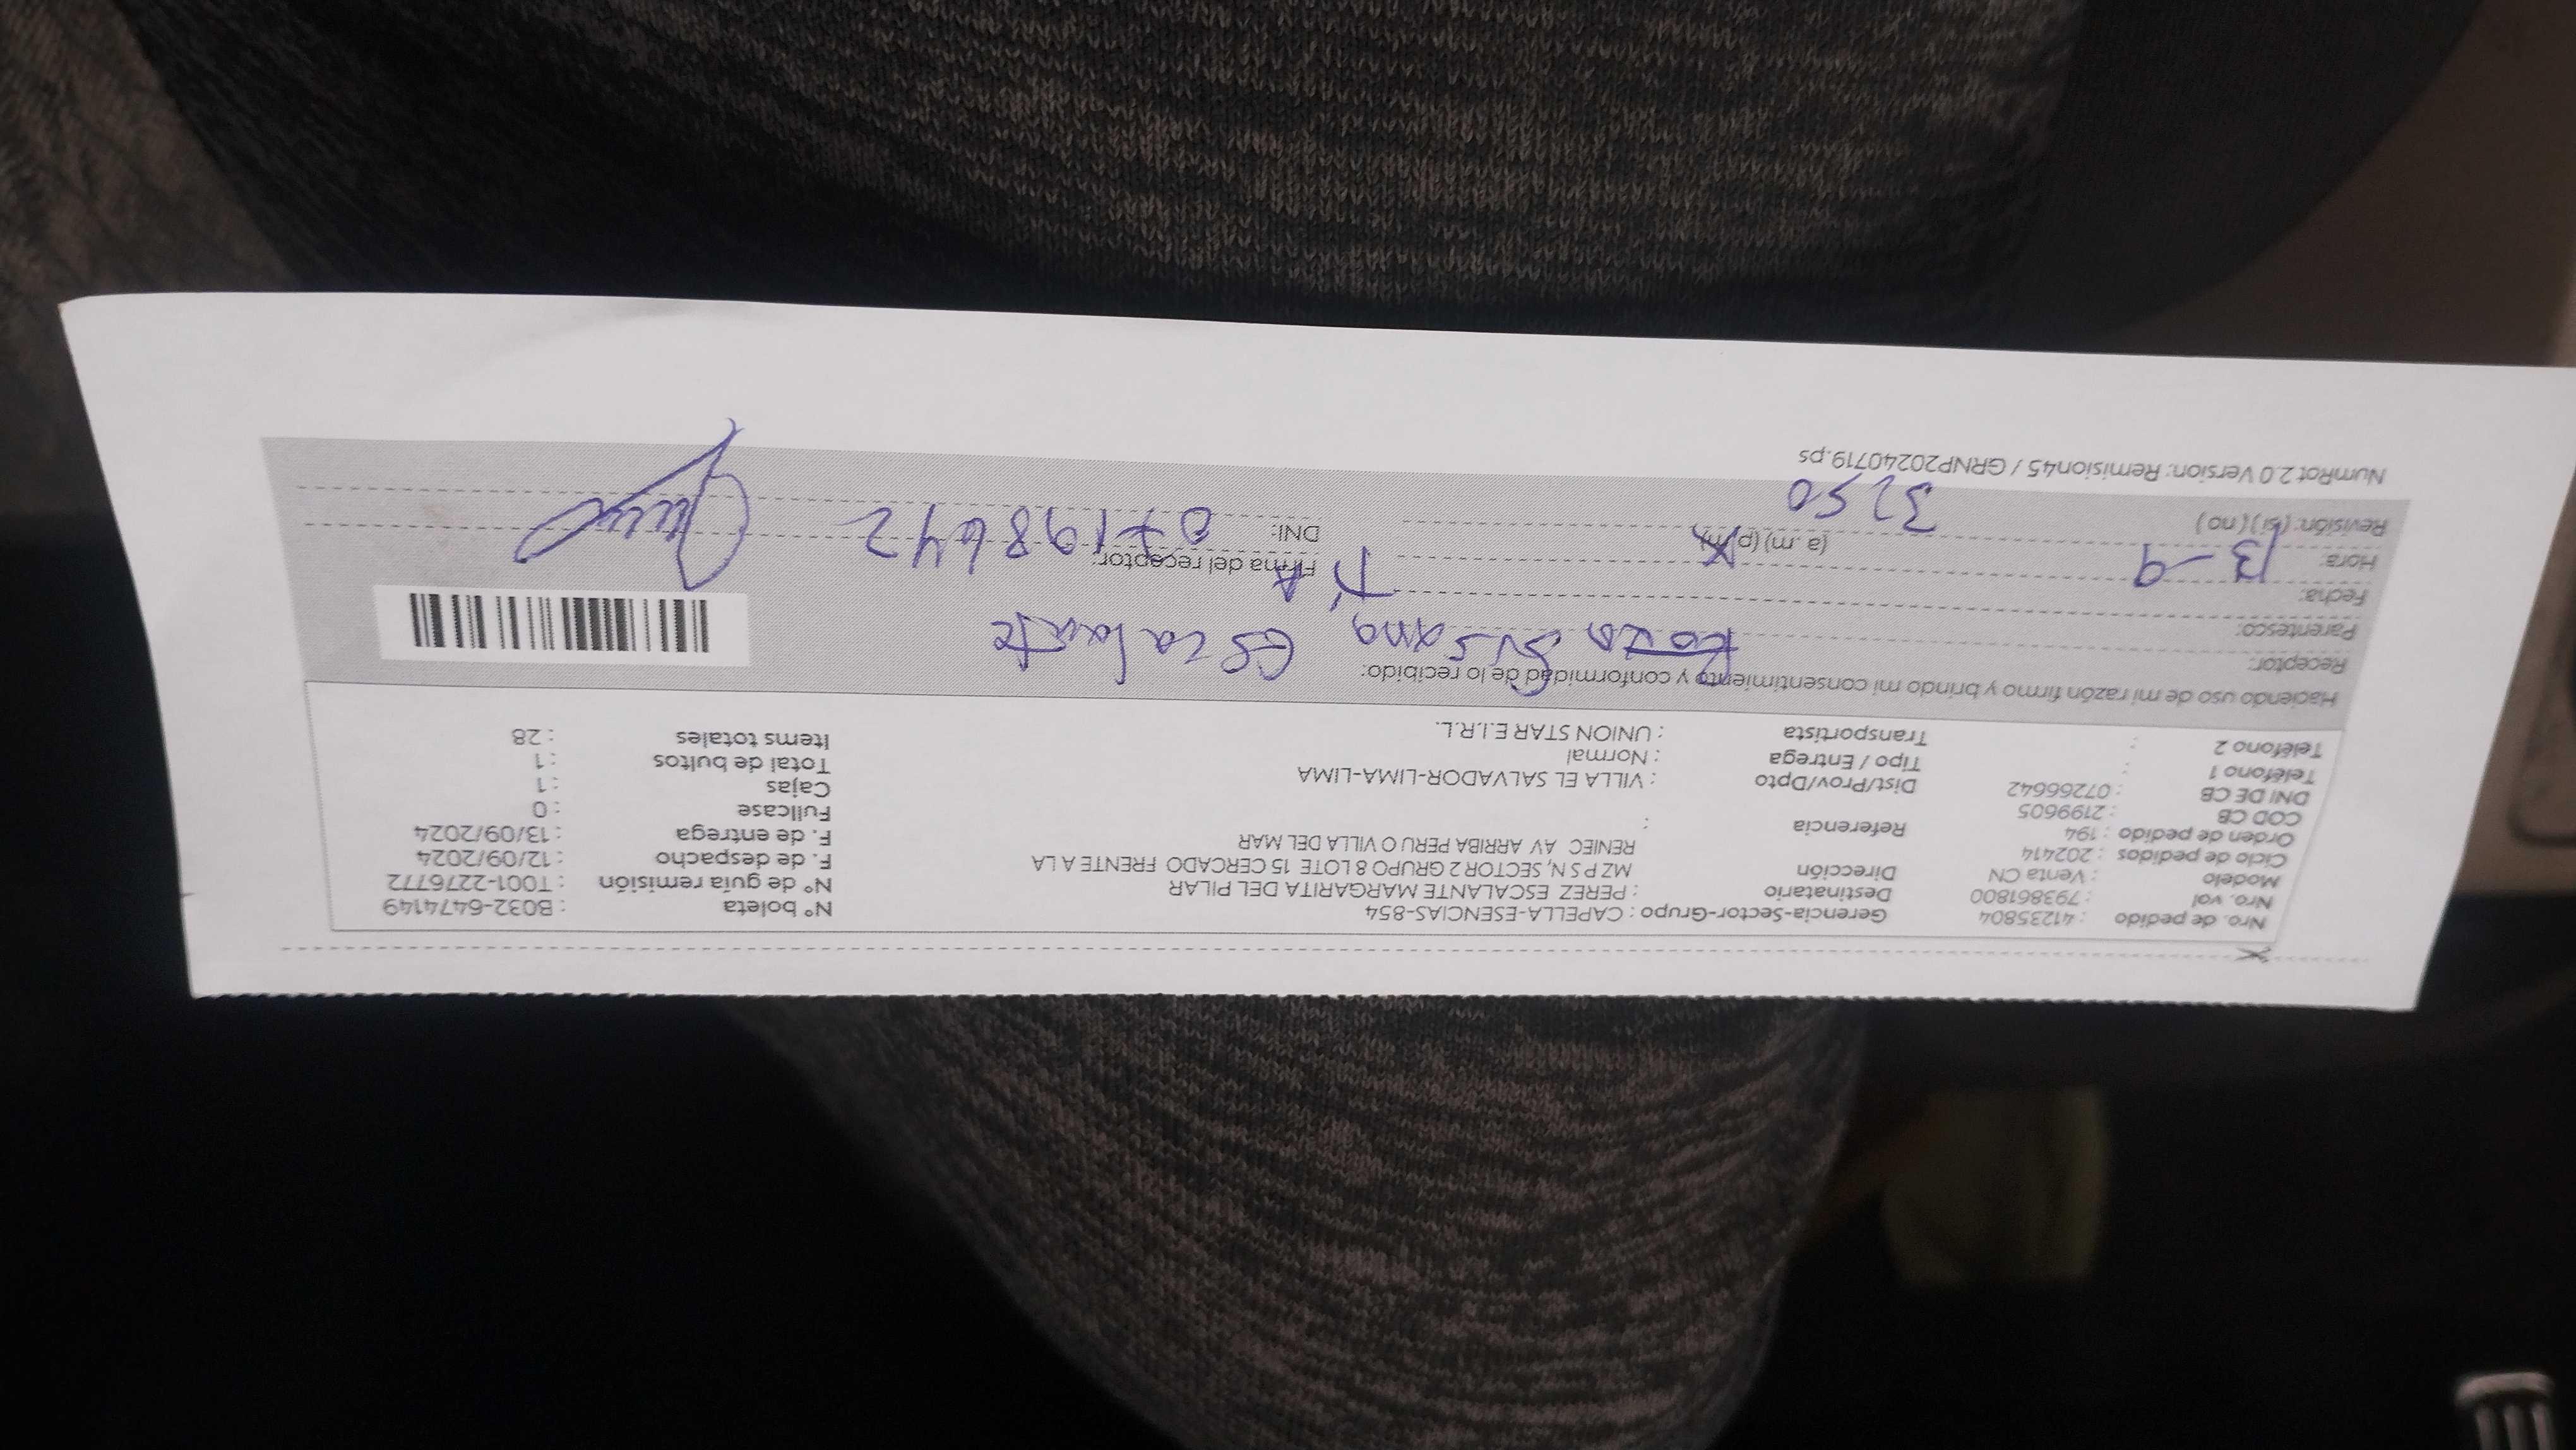 Nro. de pedido : 41235804 Gerencia-Sector-Grupo : CAPELLA-ESENCIAS-854 N° boleta : B032-6474149
Nro. vol : 793861800 Destinatario : PEREZ ESCALANTE MARGARITA DEL PILAR N° de guía remisión : T001-2276772
Modelo : Venta CN Dirección MZ P S N, SECTOR 2 GRUPO 8 LOTE 15 CERCADO FRENTE A LA F. de despacho : 12/09/2024
Ciclo de pedidos : 202414 RENIEC AV ARRIBA PERU O VILLA DEL MAR F. de entrega : 13/09/2024
Orden de pedido : 194 Referencia : Fullcase : 0
COD CB : 2199605 Cajas : 1
DNI DE CB : 07266642 Dist/Prov/Dpto : VILLA EL SALVADOR-LIMA-LIMA Total de bultos : 1
Teléfono 1 : Tipo / Entrega : Normal Items totales : 28
Teléfono 2 : Transportista : UNION STAR E.I.R.L.
Haciendo uso de mi razón firmo y brindo mi consentimiento y conformidad de lo recibido:
Receptor: Rosa Susana Escalante
Parentesco: TíA
Fecha: 13-9
Hora: (a .m) (p/m) Firma del receptor:
Revisión: (si) (no) 3250 DNI: 07198642
NumRot 2.0 Version: Remision45 / GRNP20240719.ps